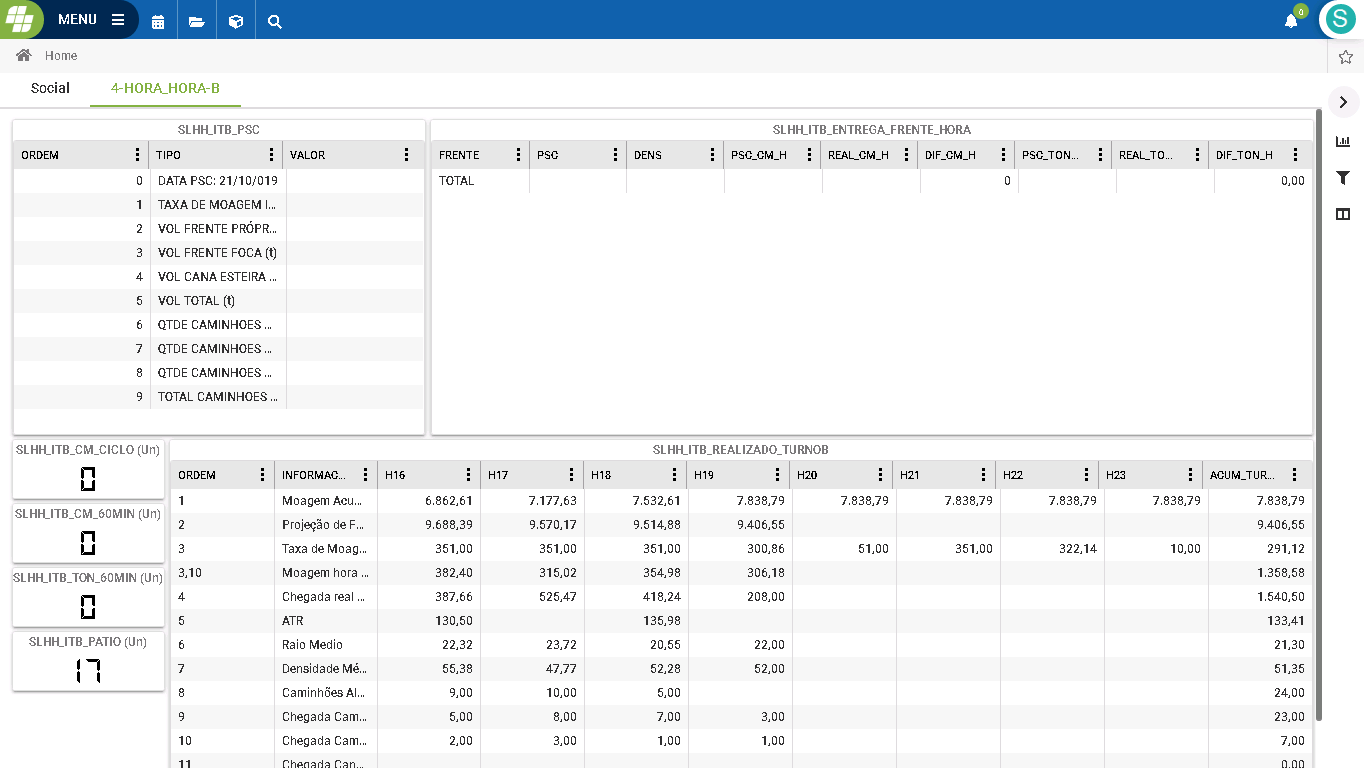 MENU
0
S
Home
Social
4-HORA_HORA-B
SLHH_ITB_PSC
ORDEM TIPO VALOR
0 DATA PSC: 21/10/019
1 TAXA DE MOAGEM I...
2 VOL FRENTE PRÓPR...
3 VOL FRENTE FOCA (t)
4 VOL CANA ESTEIRA ...
5 VOL TOTAL (t)
6 QTDE CAMINHOES ...
7 QTDE CAMINHOES ...
8 QTDE CAMINHOES ...
9 TOTAL CAMINHOES ...
SLHH_ITB_ENTREGA_FRENTE_HORA
FRENTE PSC DENS PSC_CM_H REAL_CM_H DIF_CM_H PSC_TON... REAL_TO... DIF_TON_H
TOTAL 0 0,00
SLHH_ITB_CM_CICLO (Un)
0
SLHH_ITB_CM_60MIN (Un)
0
SLHH_ITB_TON_60MIN (Un)
0
SLHH_ITB_PATIO (Un)
17
SLHH_ITB_REALIZADO_TURNOB
ORDEM INFORMAC... H16 H17 H18 H19 H20 H21 H22 H23 ACUM_TUR...
1 Moagem Acu... 6.862,61 7.177,63 7.532,61 7.838,79 7.838,79 7.838,79 7.838,79 7.838,79 7.838,79
2 Projeção de F... 9.688,39 9.570,17 9.514,88 9.406,55 9.406,55
3 Taxa de Moag... 351,00 351,00 351,00 300,86 51,00 351,00 322,14 10,00 291,12
3,10 Moagem hora ... 382,40 315,02 354,98 306,18 1.358,58
4 Chegada real ... 387,66 525,47 418,24 208,00 1.540,50
5 ATR 130,50 135,98 133,41
6 Raio Medio 22,32 23,72 20,55 22,00 21,30
7 Densidade Mé... 55,38 47,77 52,28 52,00 51,35
8 Caminhões Al... 9,00 10,00 5,00 24,00
9 Chegada Cam... 5,00 8,00 7,00 3,00 23,00
10 Chegada Cam... 2,00 3,00 1,00 1,00 7,00
11 Chegada Can... 0,00